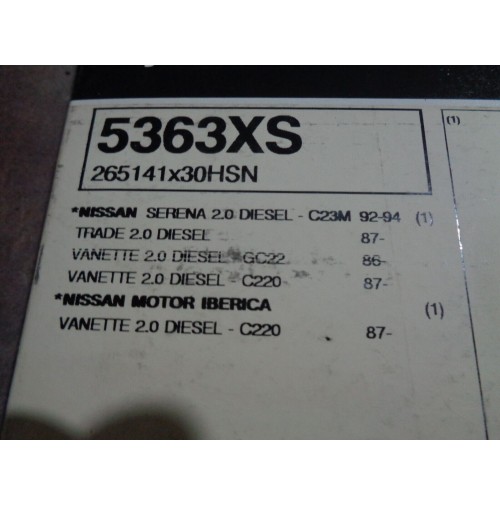 5363XS
265141x30HSN
(1)
*NISSAN SERENA 2.0 DIESEL - C23M 92-94 (1)
TRADE 2.0 DIESEL 87-
VANETTE 2.0 DIESEL - GC22 86-
VANETTE 2.0 DIESEL - C220 87-
*NISSAN MOTOR IBERICA (1)
VANETTE 2.0 DIESEL - C220 87-